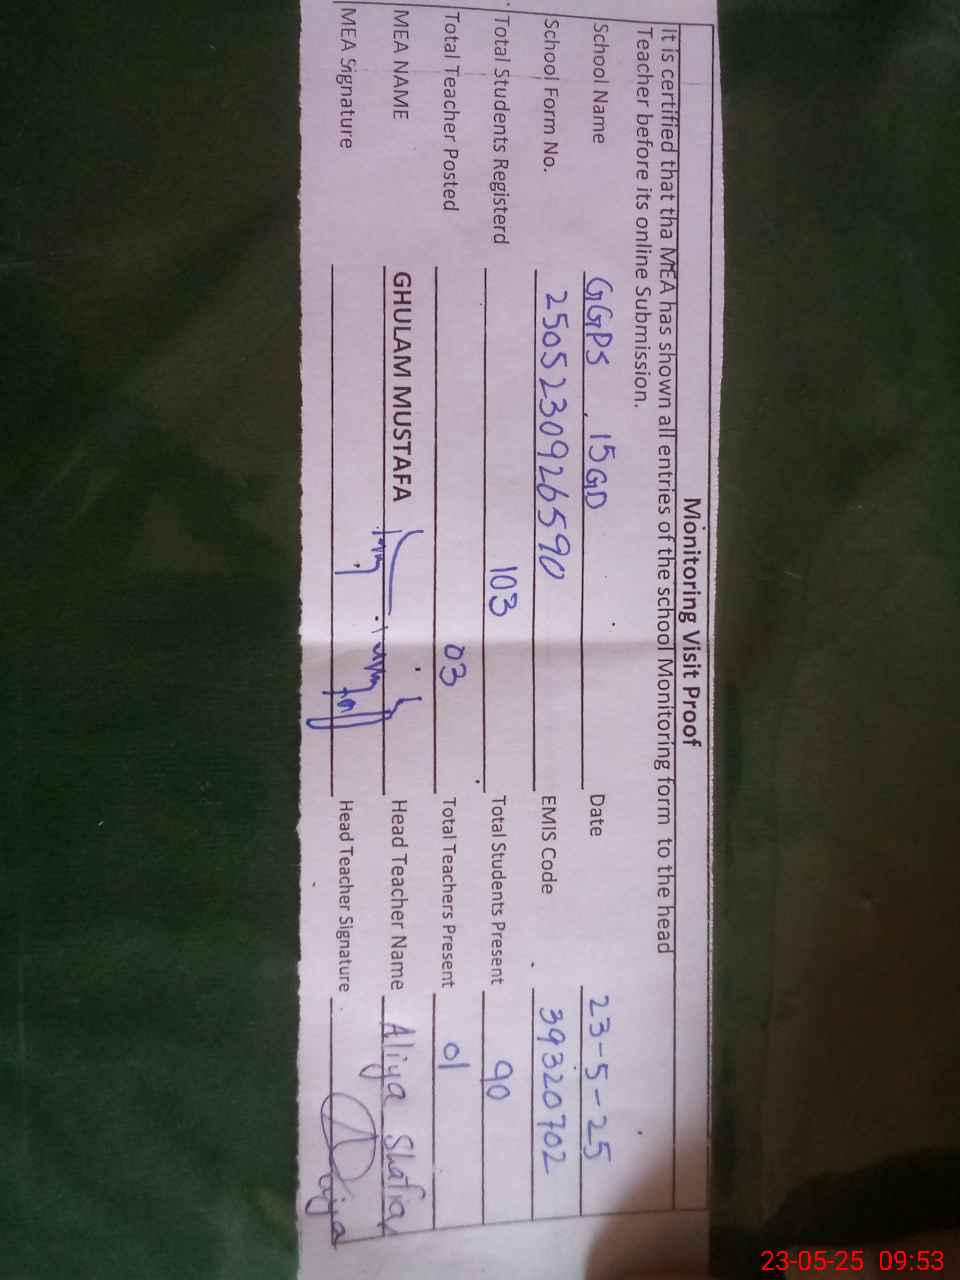 Monitoring Visit Proof
It is certified that tha MEA has shown all entries of the school Monitoring form to the head
Teacher before its online Submission.
School Name GGPS 15GD Date 23-5-25
School Form No. 2505230926590 EMIS Code 39320702
Total Students Registerd 103 Total Students Present 90
Total Teacher Posted 03 Total Teachers Present 01
MEA NAME GHULAM MUSTAFA Head Teacher Name Aliya Shafiq
MEA Signature Head Teacher Signature Aliya
23-05-25 09:53